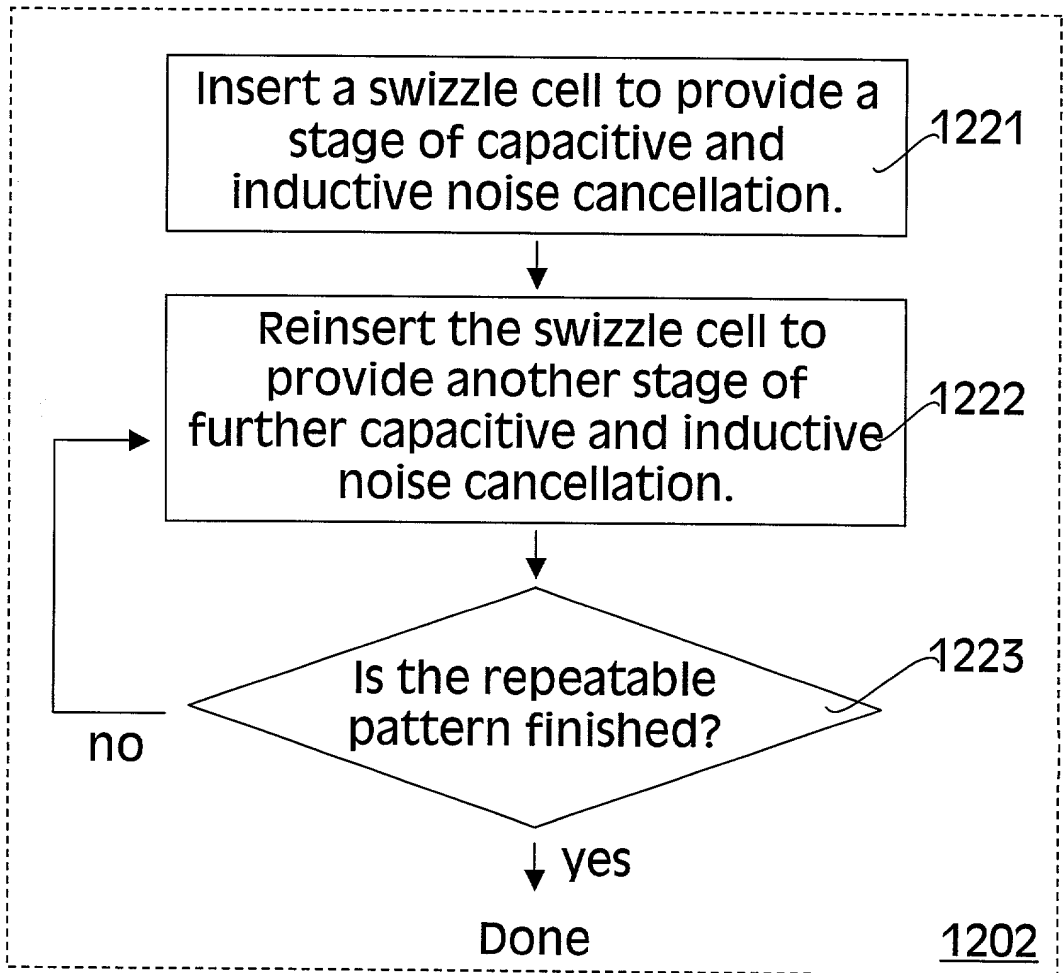 Insert a swizzle cell to provide a
stage of capacitive and
inductive noise cancellation.
1221
Reinsert the swizzle cell to
provide another stage of
further capacitive and inductive
noise cancellation.
1222
Is the repeatable
pattern finished?
1223
no
yes
Done
1202